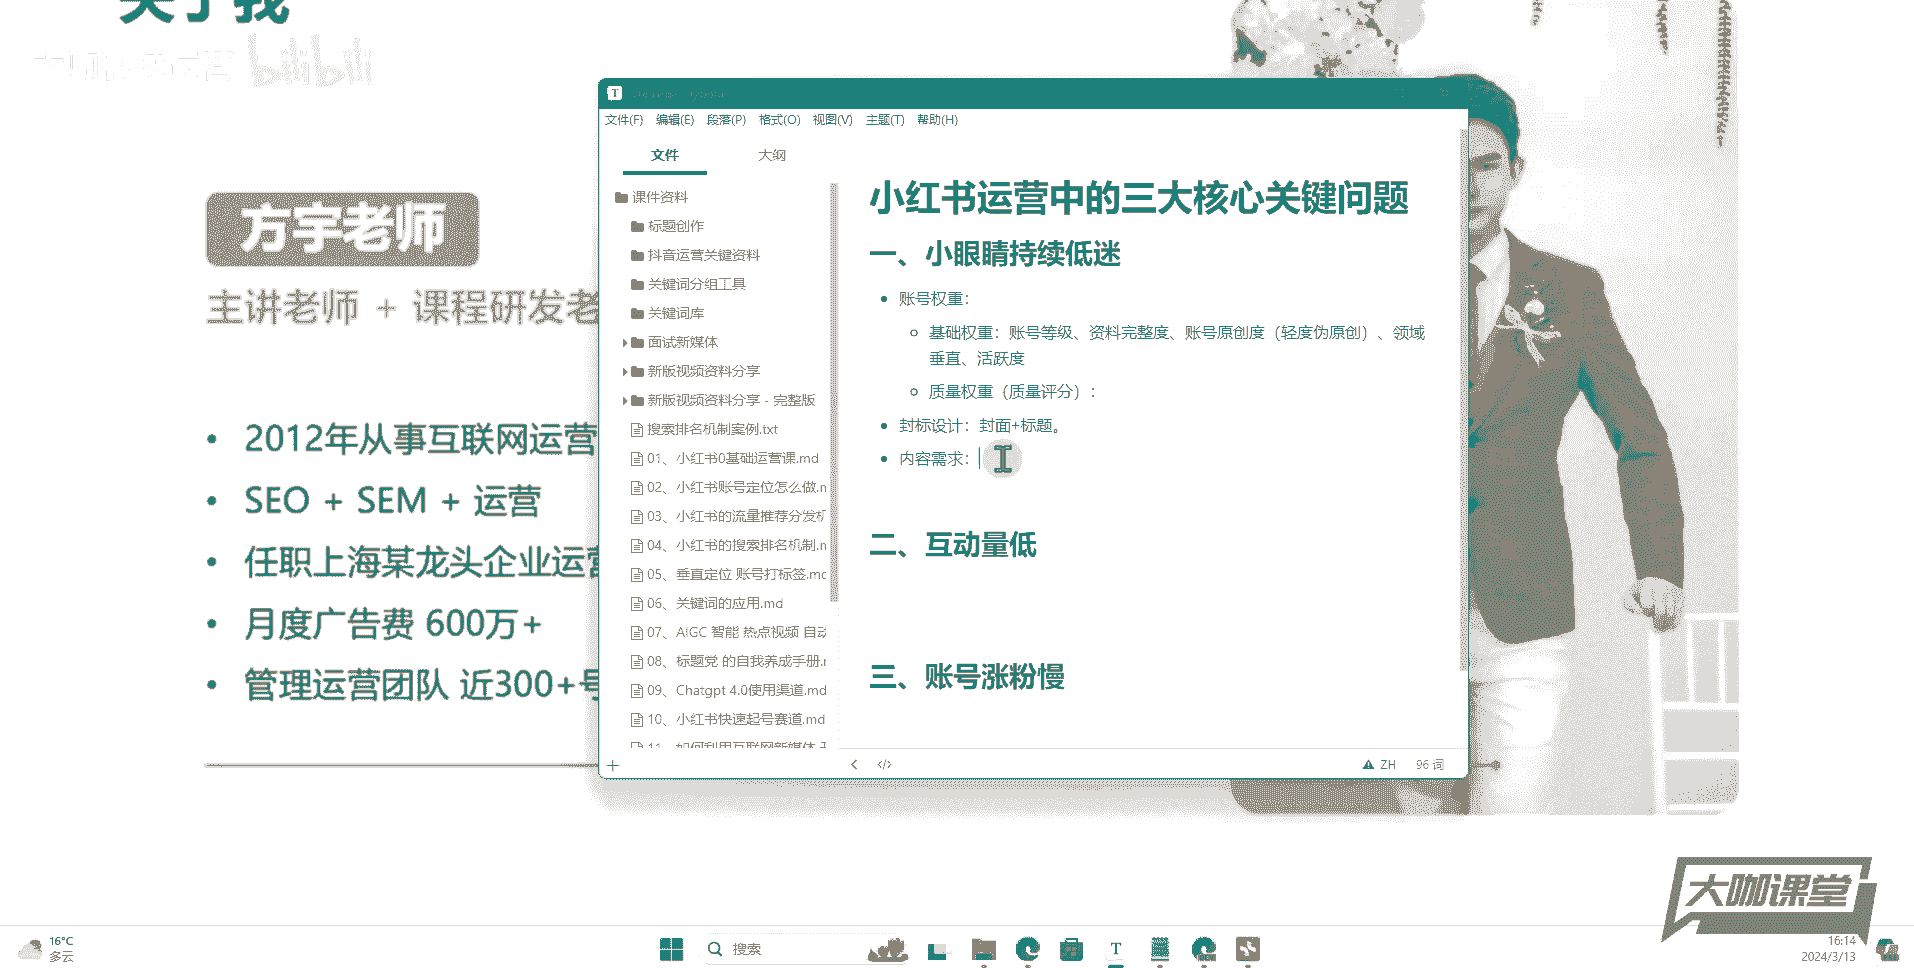 关于我
bilibili
方宇老师
主讲老师 + 课程研发老
• 2012年从事互联网运营
• SEO + SEM + 运营
• 任职上海某龙头企业运营
• 月度广告费 600万+
• 管理运营团队 近300+号
文件(F) 编辑(E) 段落(P) 格式(O) 视图(V) 主题(T) 帮助(H)
文件 大纲
课件资料
标题创作
抖音运营关键资料
关键词分组工具
关键词库
面试新媒体
新版视频资料分享
新版视频资料分享 - 完整版
搜索排名机制案例.txt
01、小红书0基础运营课.md
02、小红书账号定位怎么做.m
03、小红书的流量推荐分发机
04、小红书的搜索排名机制.m
05、垂直定位 账号打标签.md
06、关键词的应用.md
07、AIGC 智能 热点视频 自动
08、标题党 的自我养成手册.m
09、Chatgpt 4.0使用渠道.md
10、小红书快速起号赛道.md
11、如何利用互联网新媒体
小红书运营中的三大核心关键问题
一、小眼睛持续低迷
• 账号权重：
基础权重：账号等级、资料完整度、账号原创度（轻度伪原创）、领域
垂直、活跃度
质量权重（质量评分）：
• 封标设计：封面+标题。
• 内容需求：
二、互动量低
三、账号涨粉慢
ZH 96 词
大咖课堂
16°C
多云
搜索
16:14
2024/3/13